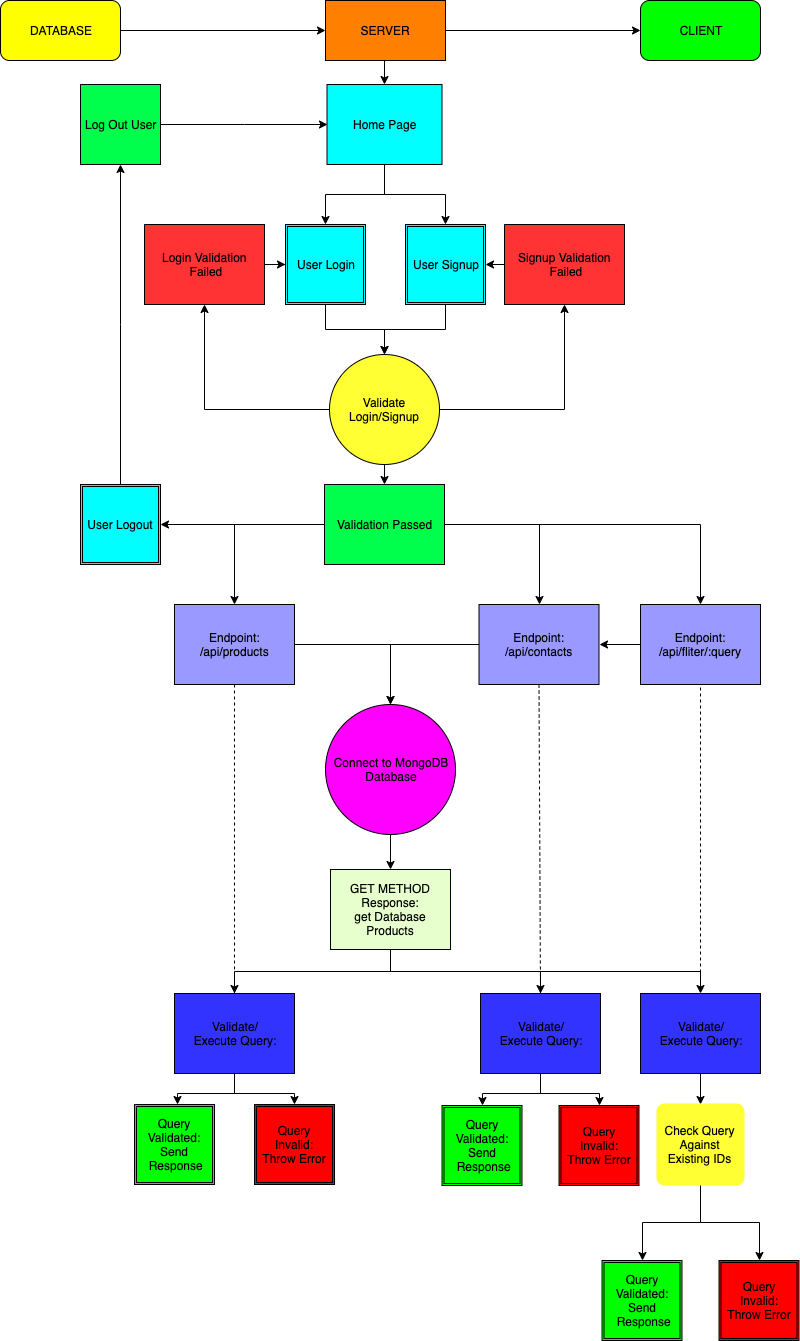 DATABASE
SERVER
CLIENT
Log Out User
Home Page
Login Validation
Failed
User Login
User Signup
Signup Validation
Failed
Validate
Login/Signup
User Logout
Validation Passed
Endpoint:
/api/products
Endpoint:
/api/contacts
Endpoint:
/api/fliter/:query
Connect to MongoDB
Database
GET METHOD
Response:
get Database
Products
Validate/
Execute Query:
Validate/
Execute Query:
Validate/
Execute Query:
Query
Validated:
Send
Response
Query
Invalid:
Throw Error
Query
Validated:
Send
Response
Query
Invalid:
Throw Error
Check Query
Against
Existing IDs
Query
Validated:
Send
Response
Query
Invalid:
Throw Error